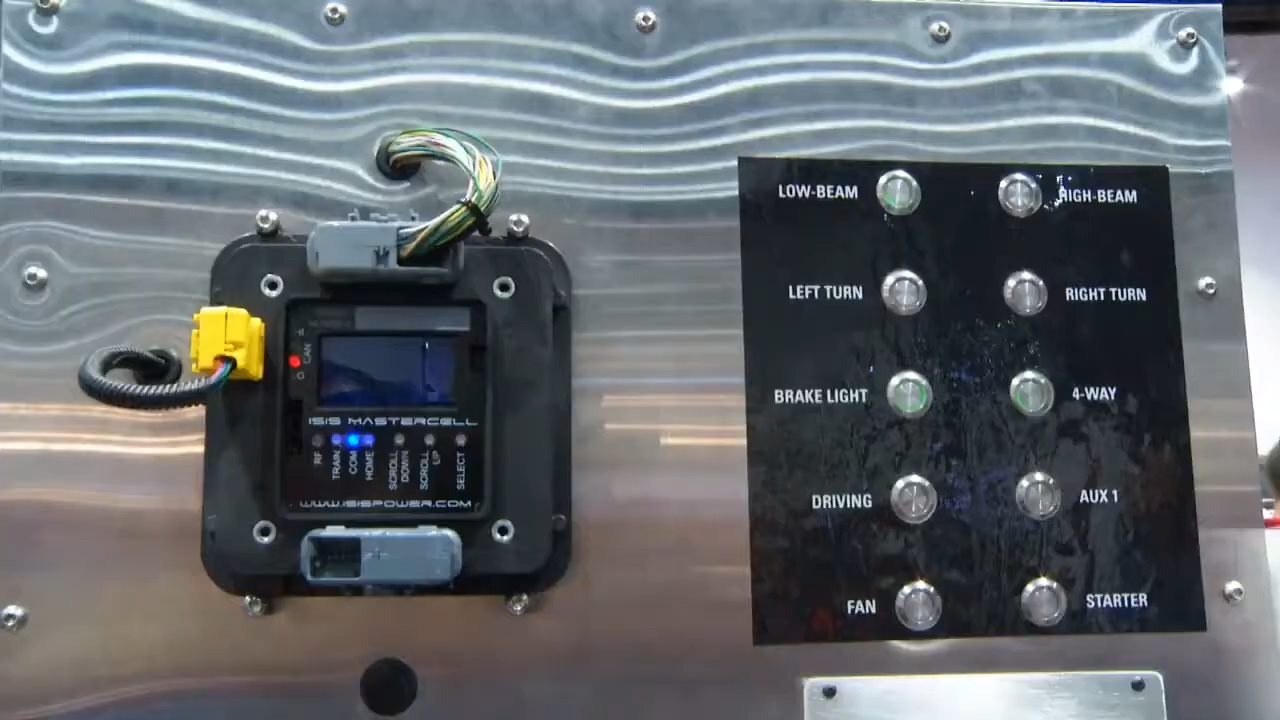 CAN
ISIS MASTERCELL
RF
TRAIN
COM
HOME
SCROLL
DOWN
SCROLL
UP
SELECT
WWW.ISISPOWER.COM
LOW-BEAM
HIGH-BEAM
LEFT TURN
RIGHT TURN
BRAKE LIGHT
4-WAY
DRIVING
AUX 1
FAN
STARTER